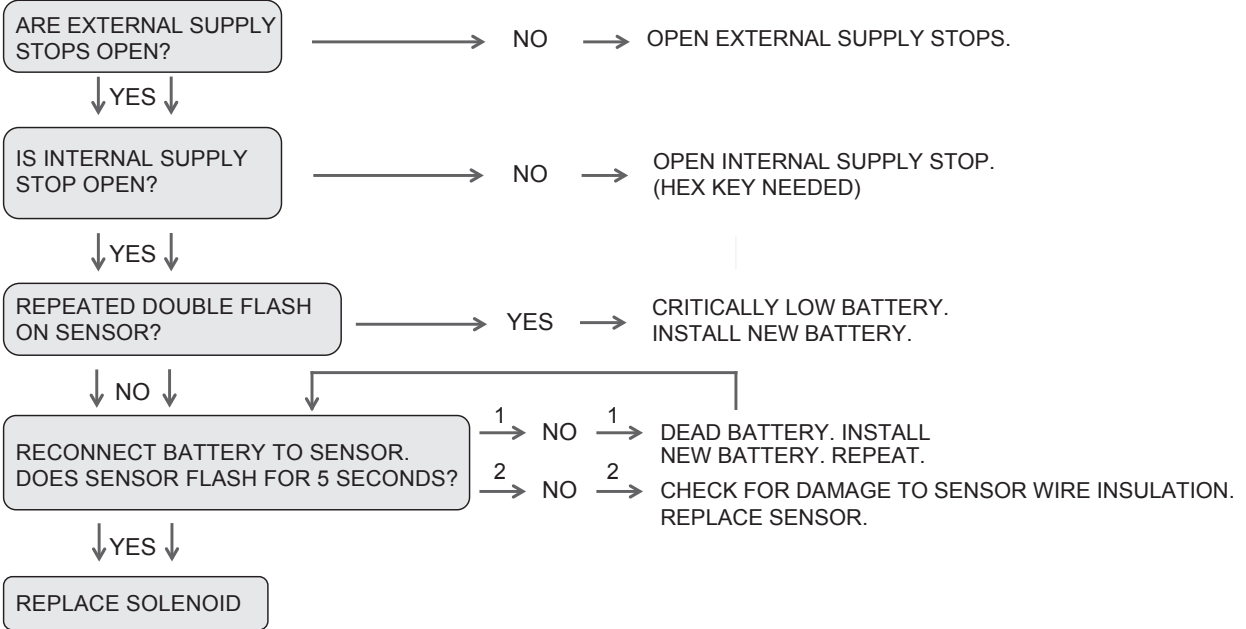 ARE EXTERNAL SUPPLY
STOPS OPEN?
NO
OPEN EXTERNAL SUPPLY STOPS.
YES
IS INTERNAL SUPPLY
STOP OPEN?
NO
OPEN INTERNAL SUPPLY STOP.
(HEX KEY NEEDED)
YES
REPEATED DOUBLE FLASH
ON SENSOR?
YES
CRITICALLY LOW BATTERY.
INSTALL NEW BATTERY.
NO
RECONNECT BATTERY TO SENSOR.
DOES SENSOR FLASH FOR 5 SECONDS?
1
NO
1
DEAD BATTERY. INSTALL
NEW BATTERY. REPEAT.
2
NO
2
CHECK FOR DAMAGE TO SENSOR WIRE INSULATION.
REPLACE SENSOR.
YES
REPLACE SOLENOID